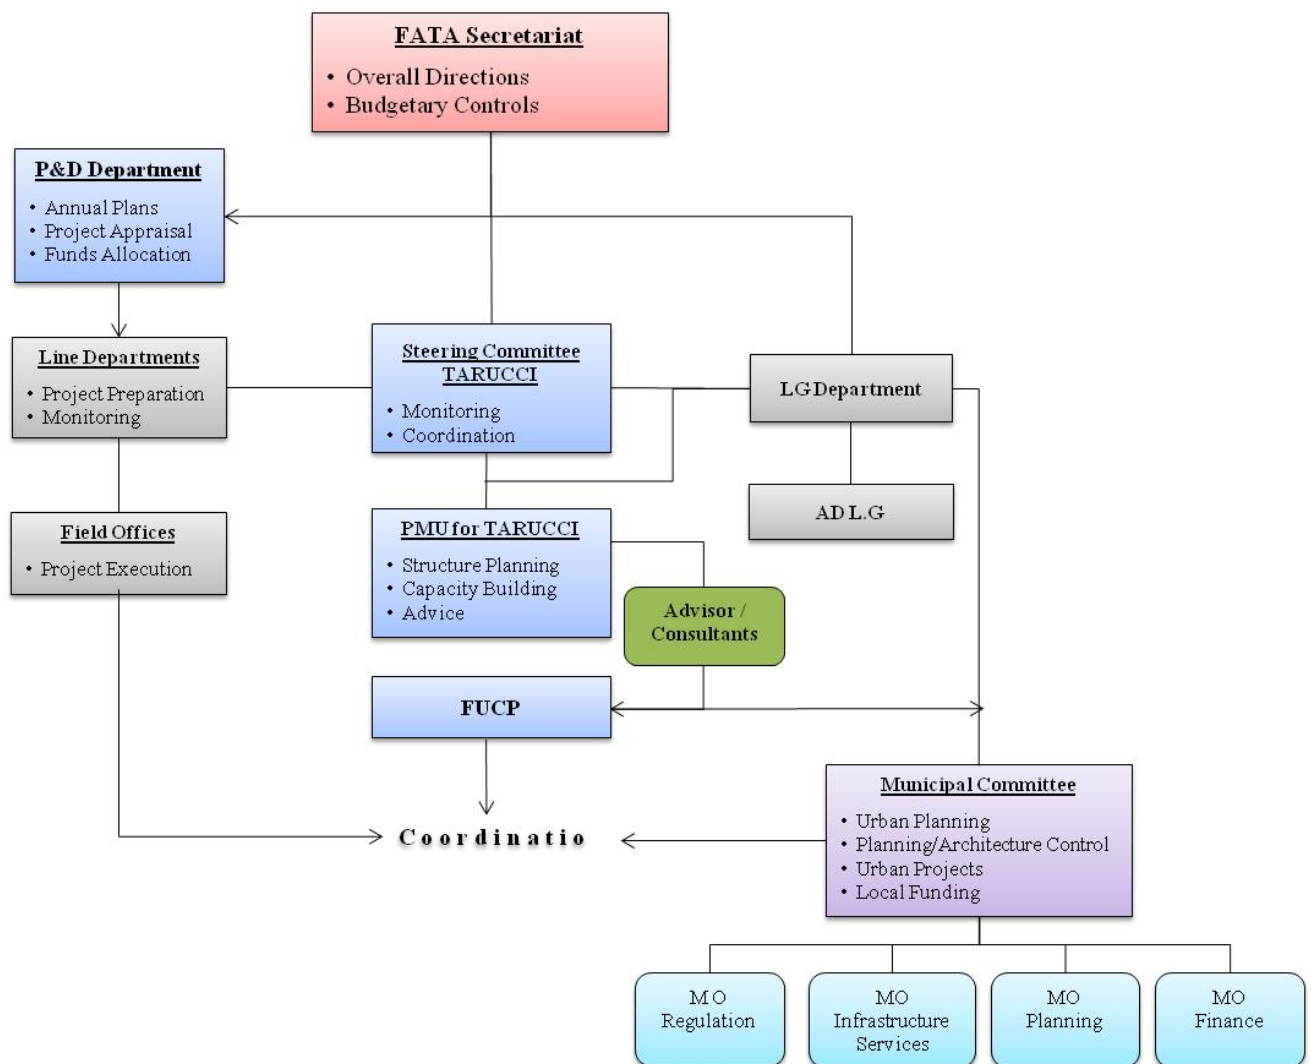 FATA Secretariat
• Overall Directions
• Budgetary Controls
P&D Department
• Annual Plans
• Project Appraisal
• Funds Allocation
Line Departments
• Project Preparation
• Monitoring
Steering Committee
TARUCCI
• Monitoring
• Coordination
LG Department
AD L.G
Field Offices
• Project Execution
PMU for TARUCCI
• Structure Planning
• Capacity Building
• Advice
Advisor /
Consultants
FUCP
Coordinatio
Municipal Committee
• Urban Planning
• Planning/Architecture Control
• Urban Projects
• Local Funding
MO
Regulation
MO
Infrastructure
Services
MO
Planning
MO
Finance